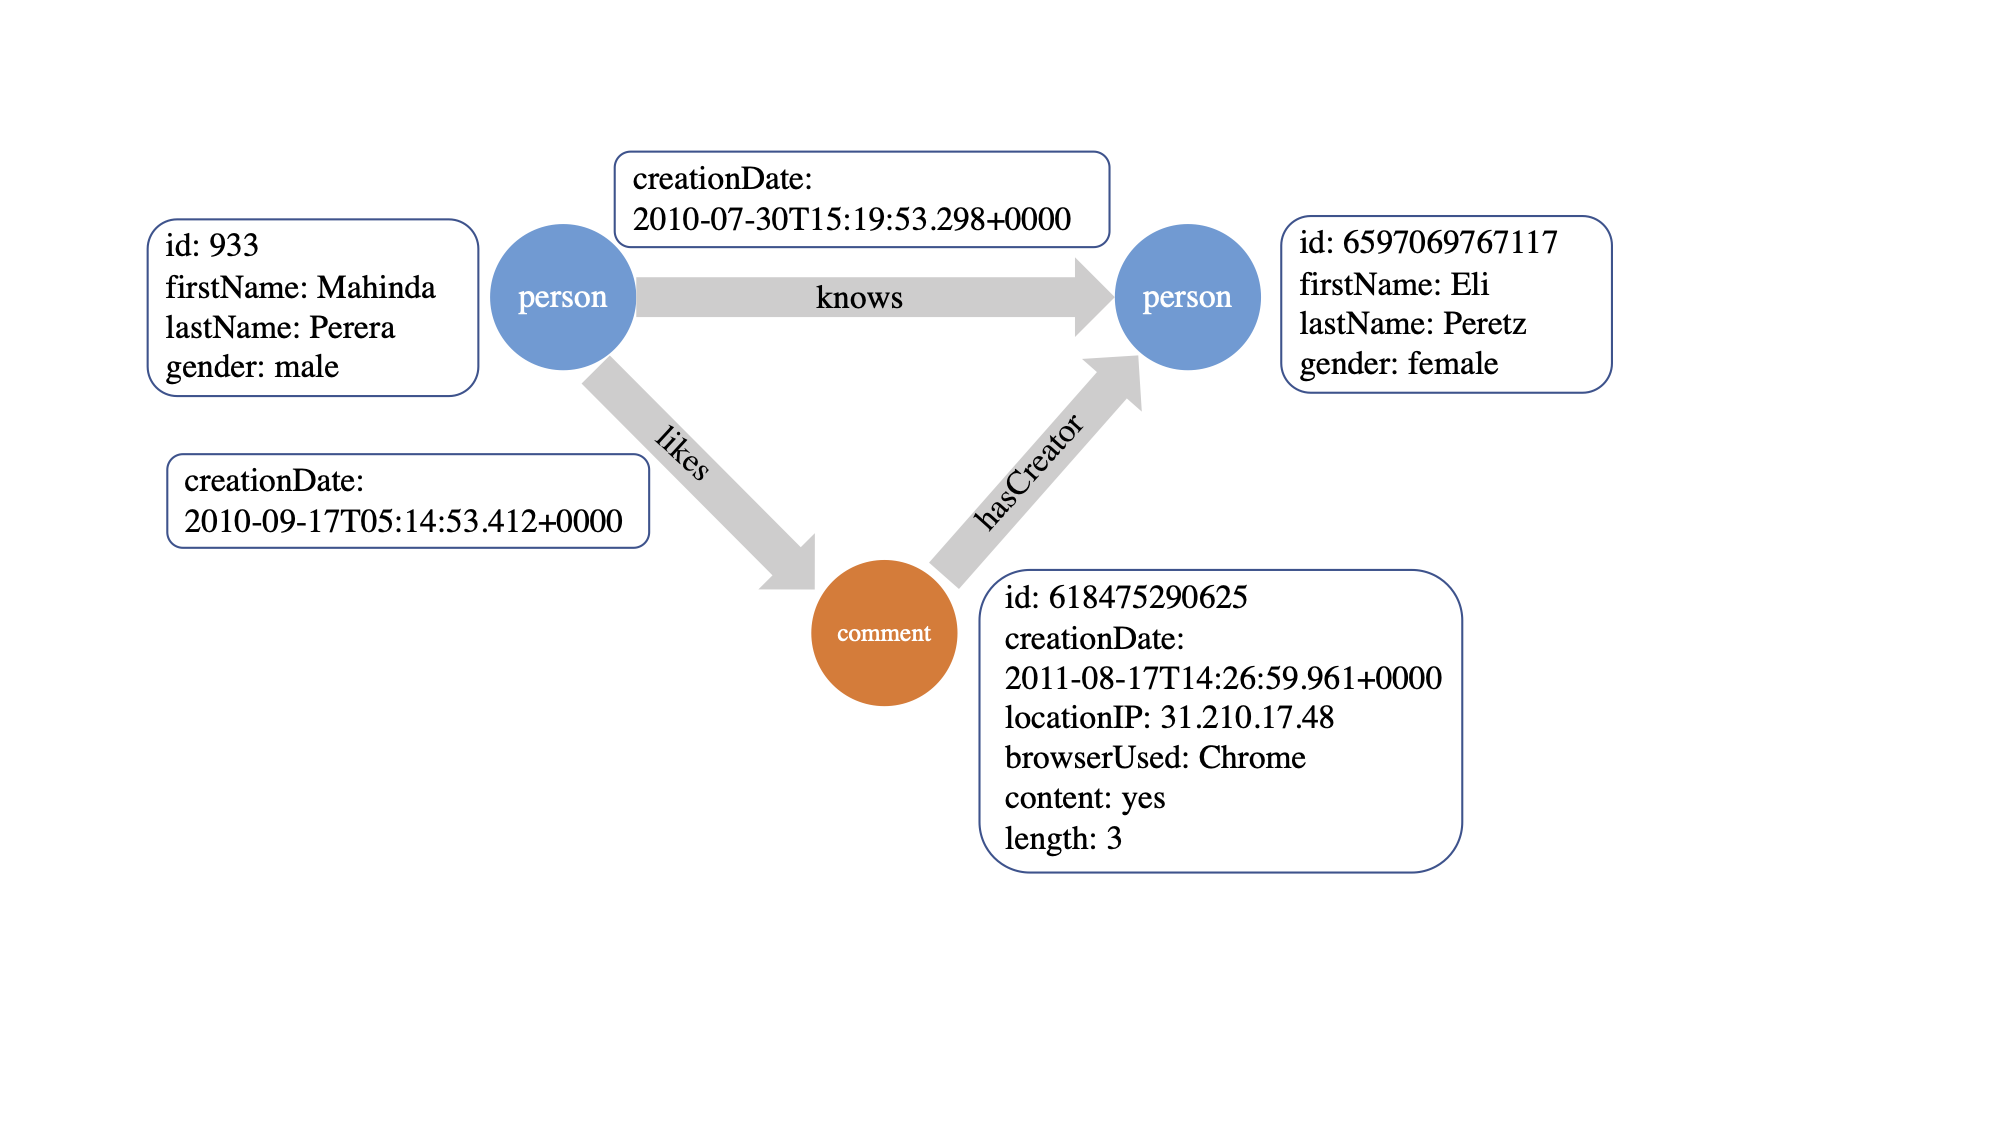 creationDate:
2010-07-30T15:19:53.298+0000
id: 933
firstName: Mahinda
lastName: Perera
gender: male
person
knows
person
id: 6597069767117
firstName: Eli
lastName: Peretz
gender: female
likes
hasCreator
creationDate:
2010-09-17T05:14:53.412+0000
comment
id: 618475290625
creationDate:
2011-08-17T14:26:59.961+0000
locationIP: 31.210.17.48
browserUsed: Chrome
content: yes
length: 3